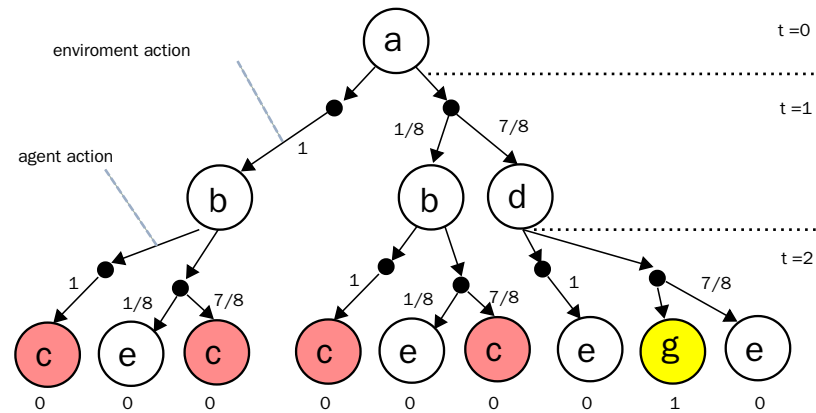 t =0
a
enviroment action
t =1
1/8
7/8
1
agent action
b
b
d
t =2
1
1/8
7/8
1
1/8
7/8
1
7/8
c
e
c
c
e
c
e
g
e
0
0
0
0
0
0
0
1
0